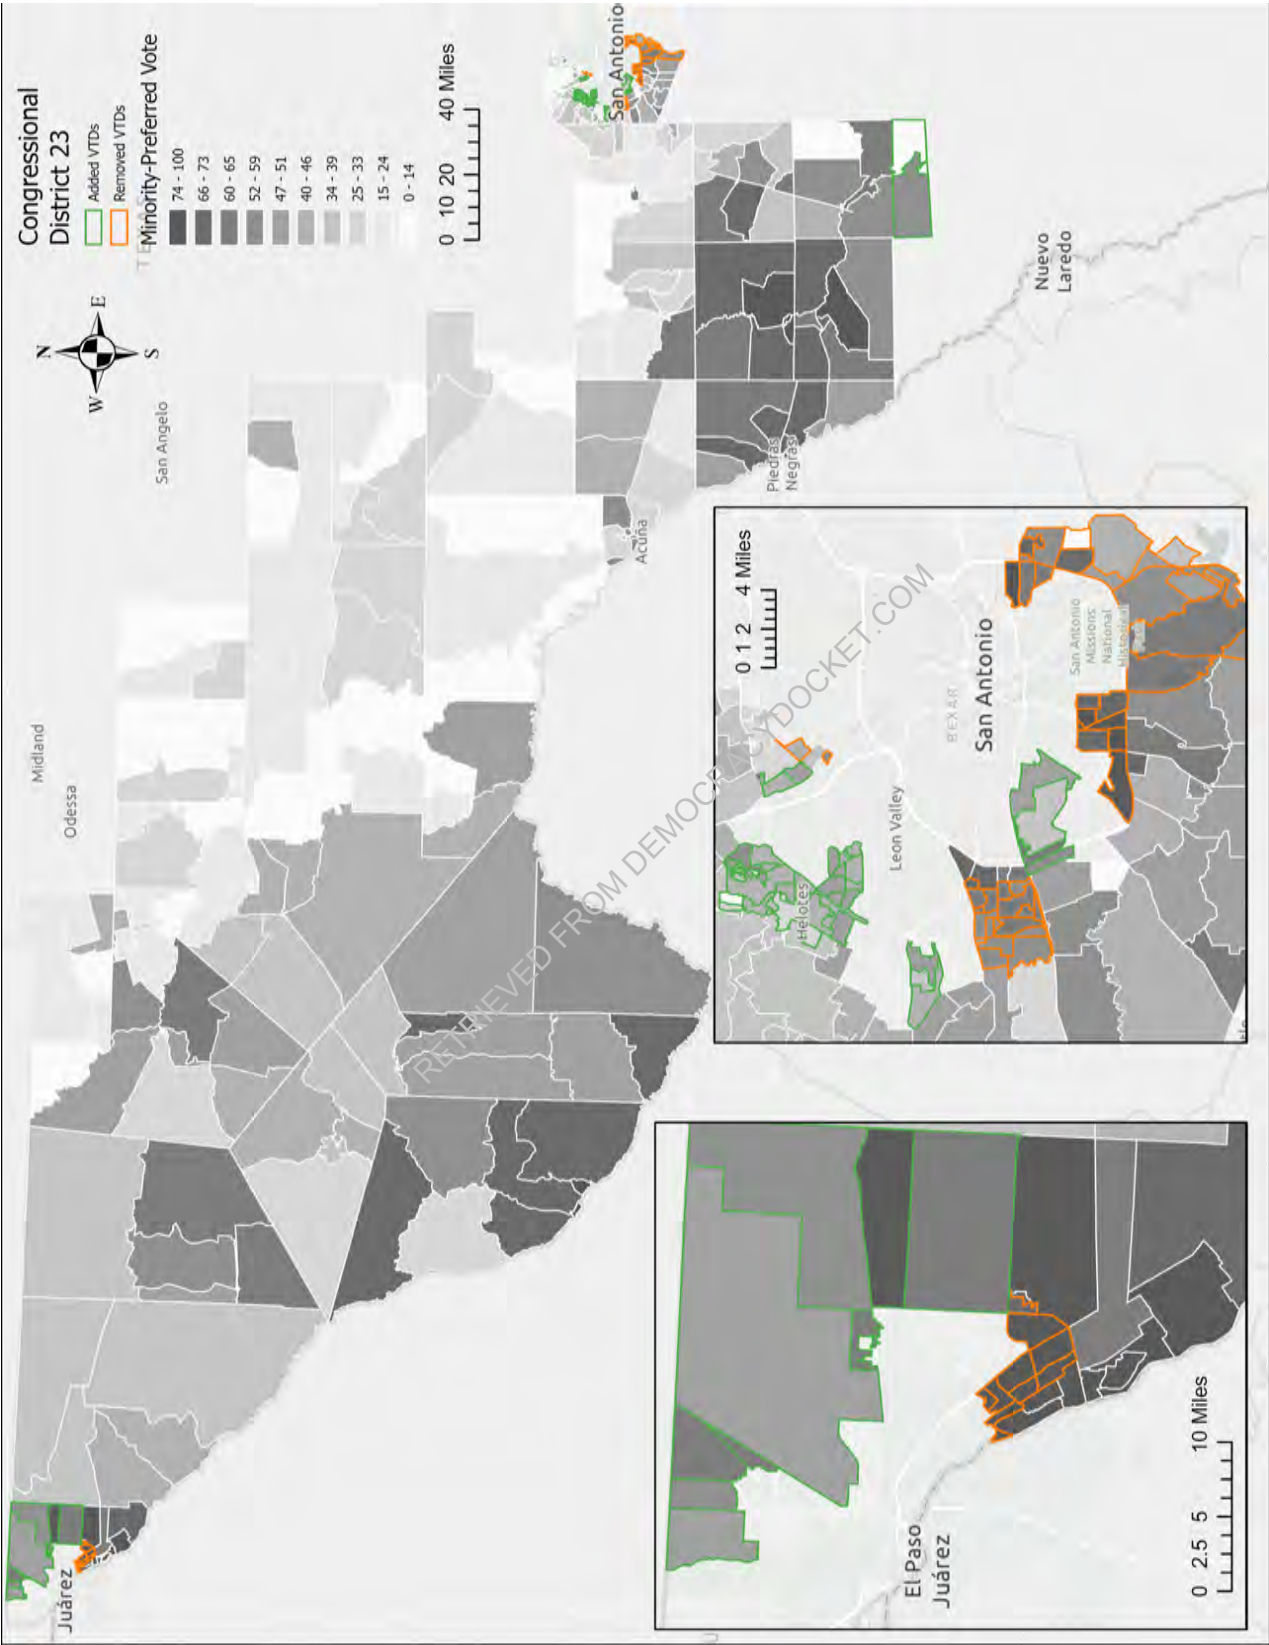 Congressional
District 23
Added VTDs
Removed VTDs
Minority-Preferred Vote
74 - 100
66 - 73
60 - 65
52 - 59
47 - 51
40 - 46
34 - 39
25 - 33
15 - 24
0 - 14
0 10 20 40 Miles
N
W E
S
Midland
Odessa
San Angelo
San Antonio
Juárez
Acuña
Piedras
Negras
Nuevo
Laredo
0 2.5 5 10 Miles
El Paso
Juárez
0 1 2 4 Miles
Helotes
Leon Valley
BEXAR
San Antonio
San Antonio
Missions
National
Historical
RETRIEVED FROM DEMOCRACYDOCKET.COM